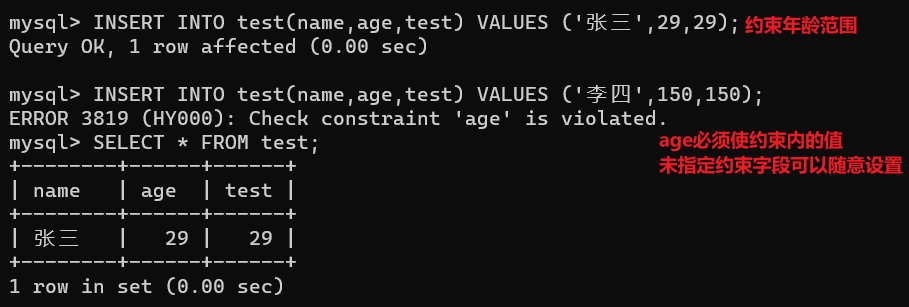 mysql> INSERT INTO test(name,age,test) VALUES ('张三',29,29); 约束年龄范围
Query OK, 1 row affected (0.00 sec)
mysql> INSERT INTO test(name,age,test) VALUES ('李四',150,150);
ERROR 3819 (HY000): Check constraint 'age' is violated.
mysql> SELECT * FROM test; age必须使约束内的值
未指定约束字段可以随意设置
+--------+------+------+
| name   | age  | test |
+--------+------+------+
| 张三   |   29 |   29 |
+--------+------+------+
1 row in set (0.00 sec)